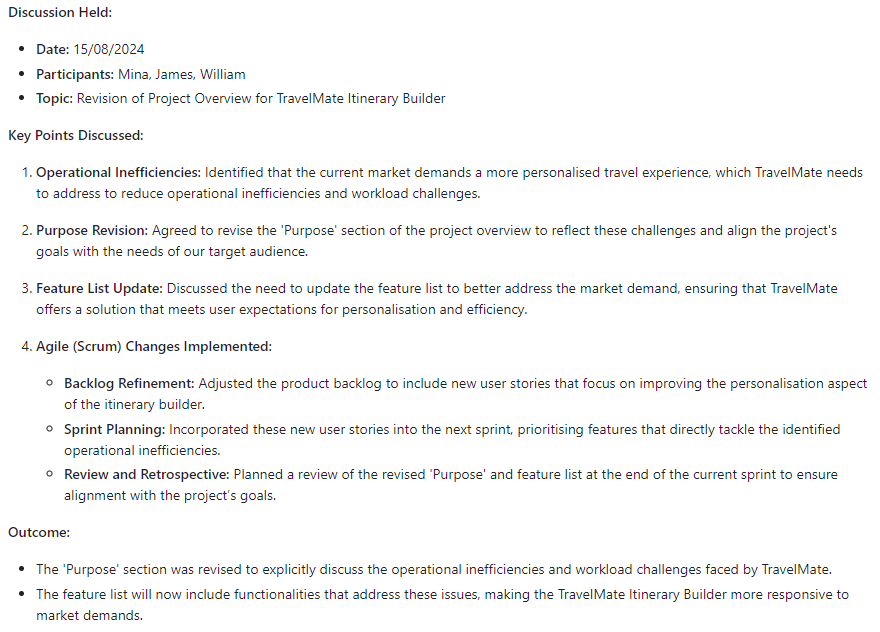 Discussion Held:
• Date: 15/08/2024
• Participants: Mina, James, William
• Topic: Revision of Project Overview for TravelMate Itinerary Builder
Key Points Discussed:
1. Operational Inefficiencies: Identified that the current market demands a more personalised travel experience, which TravelMate needs
to address to reduce operational inefficiencies and workload challenges.
2. Purpose Revision: Agreed to revise the 'Purpose' section of the project overview to reflect these challenges and align the project's
goals with the needs of our target audience.
3. Feature List Update: Discussed the need to update the feature list to better address the market demand, ensuring that TravelMate
offers a solution that meets user expectations for personalisation and efficiency.
4. Agile (Scrum) Changes Implemented:
◦ Backlog Refinement: Adjusted the product backlog to include new user stories that focus on improving the personalisation aspect
of the itinerary builder.
◦ Sprint Planning: Incorporated these new user stories into the next sprint, prioritising features that directly tackle the identified
operational inefficiencies.
◦ Review and Retrospective: Planned a review of the revised 'Purpose' and feature list at the end of the current sprint to ensure
alignment with the project's goals.
Outcome:
• The 'Purpose' section was revised to explicitly discuss the operational inefficiencies and workload challenges faced by TravelMate.
• The feature list will now include functionalities that address these issues, making the TravelMate Itinerary Builder more responsive to
market demands.